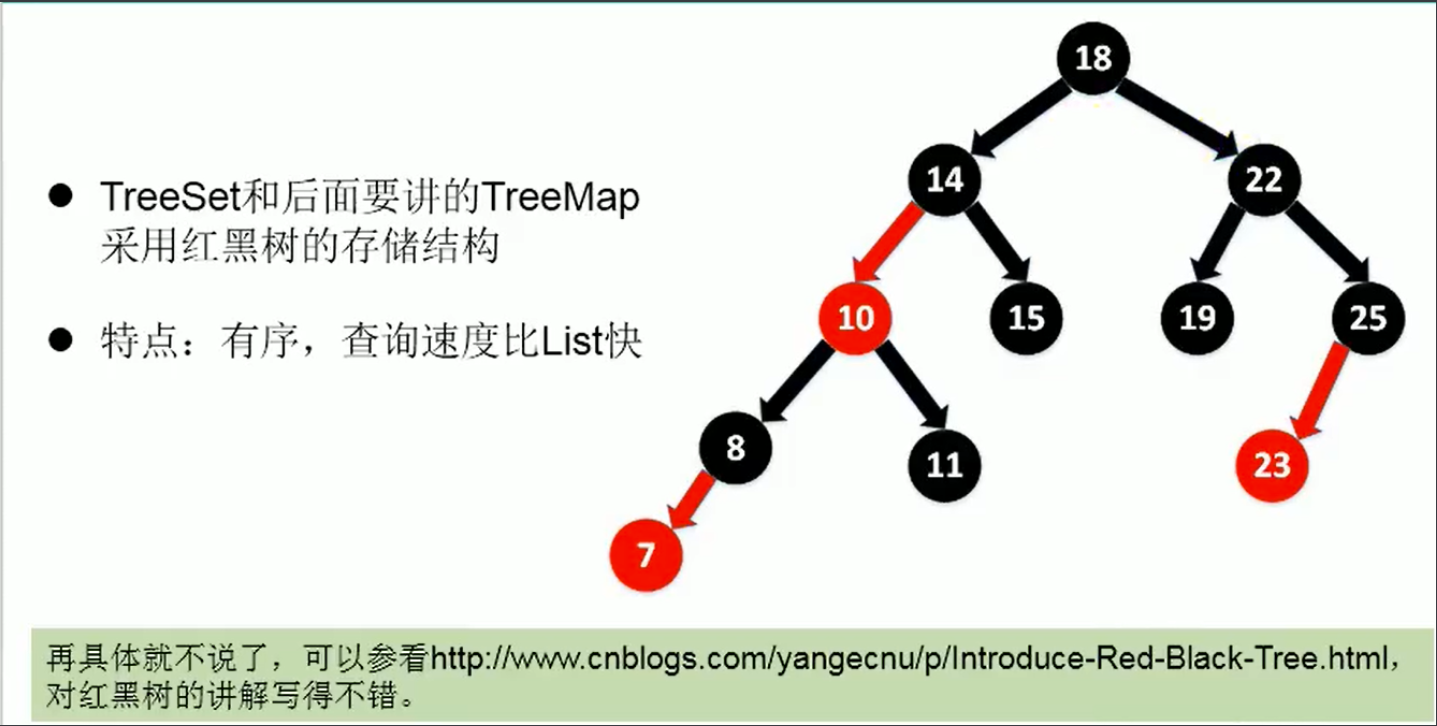 18
14
22
TreeSet和后面要讲的TreeMap
采用红黑树的存储结构
10
15
19
25
特点：有序，查询速度比List快
8
11
23
7
再具体就不说了，可以参看http://www.cnblogs.com/yangecnu/p/Introduce-Red-Black-Tree.html，
对红黑树的讲解写得不错。